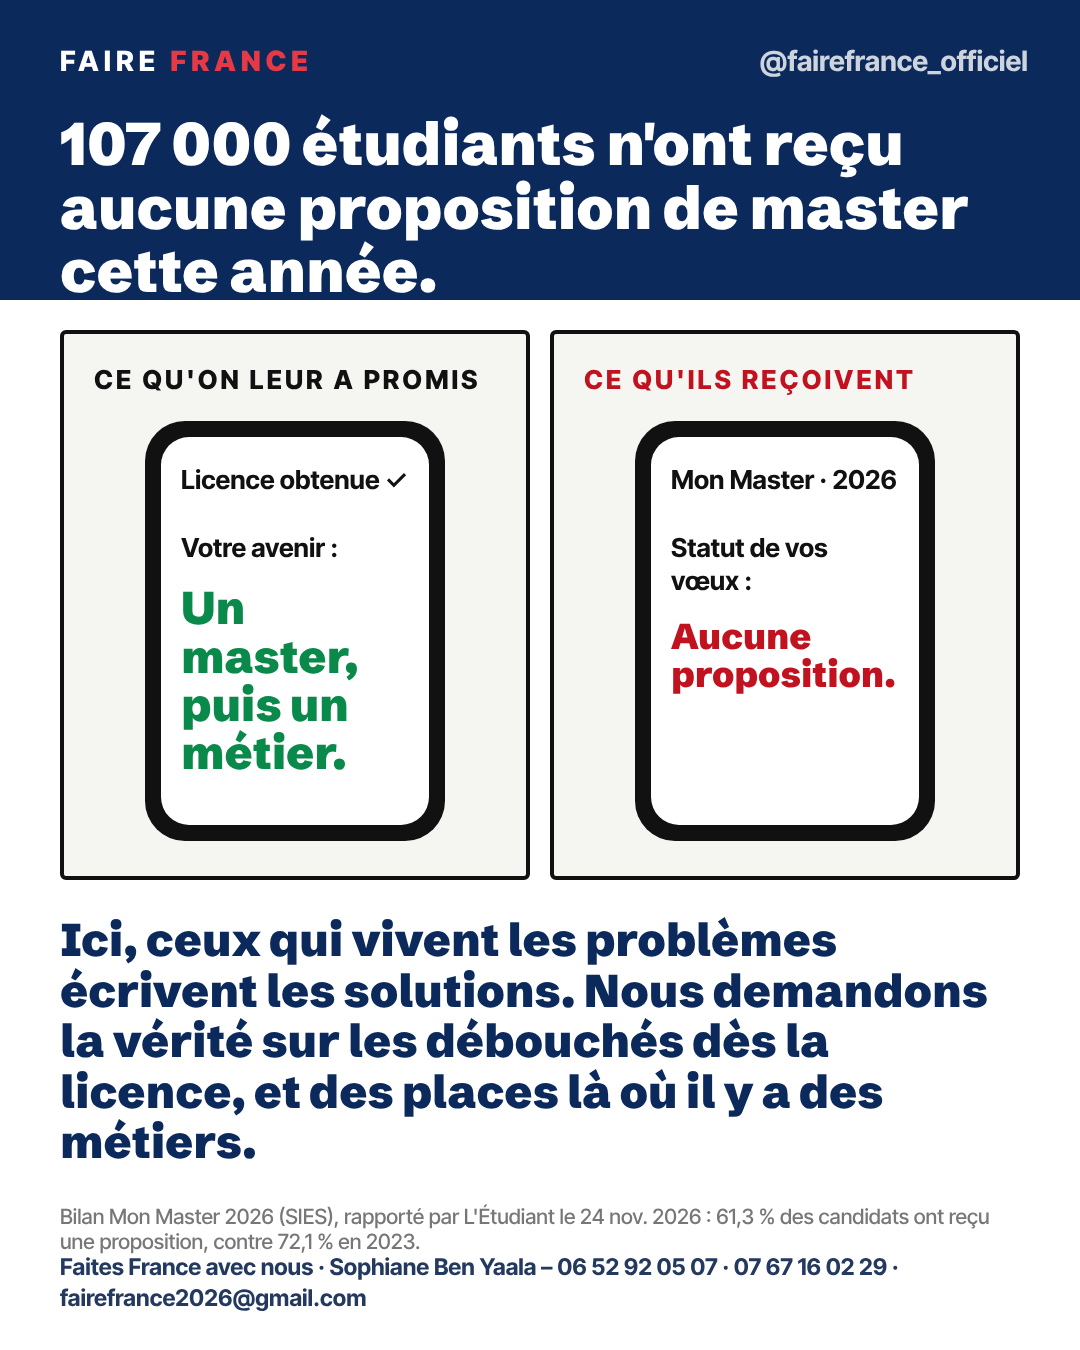 FAIRE FRANCE
@fairefrance_officiel
107 000 étudiants n'ont reçu
aucune proposition de master
cette année.
CE QU'ON LEUR A PROMIS
Licence obtenue ✓
Votre avenir :
Un
master,
puis un
métier.
CE QU'ILS REÇOIVENT
Mon Master · 2026
Statut de vos
vœux :
Aucune
proposition.
Ici, ceux qui vivent les problèmes
écrivent les solutions. Nous demandons
la vérité sur les débouchés dès la
licence, et des places là où il y a des
métiers.
Bilan Mon Master 2026 (SIES), rapporté par L'Étudiant le 24 nov. 2026 : 61,3 % des candidats ont reçu
une proposition, contre 72,1 % en 2023.
Faites France avec nous · Sophiane Ben Yaala – 06 52 92 05 07 · 07 67 16 02 29 ·
fairefrance2026@gmail.com